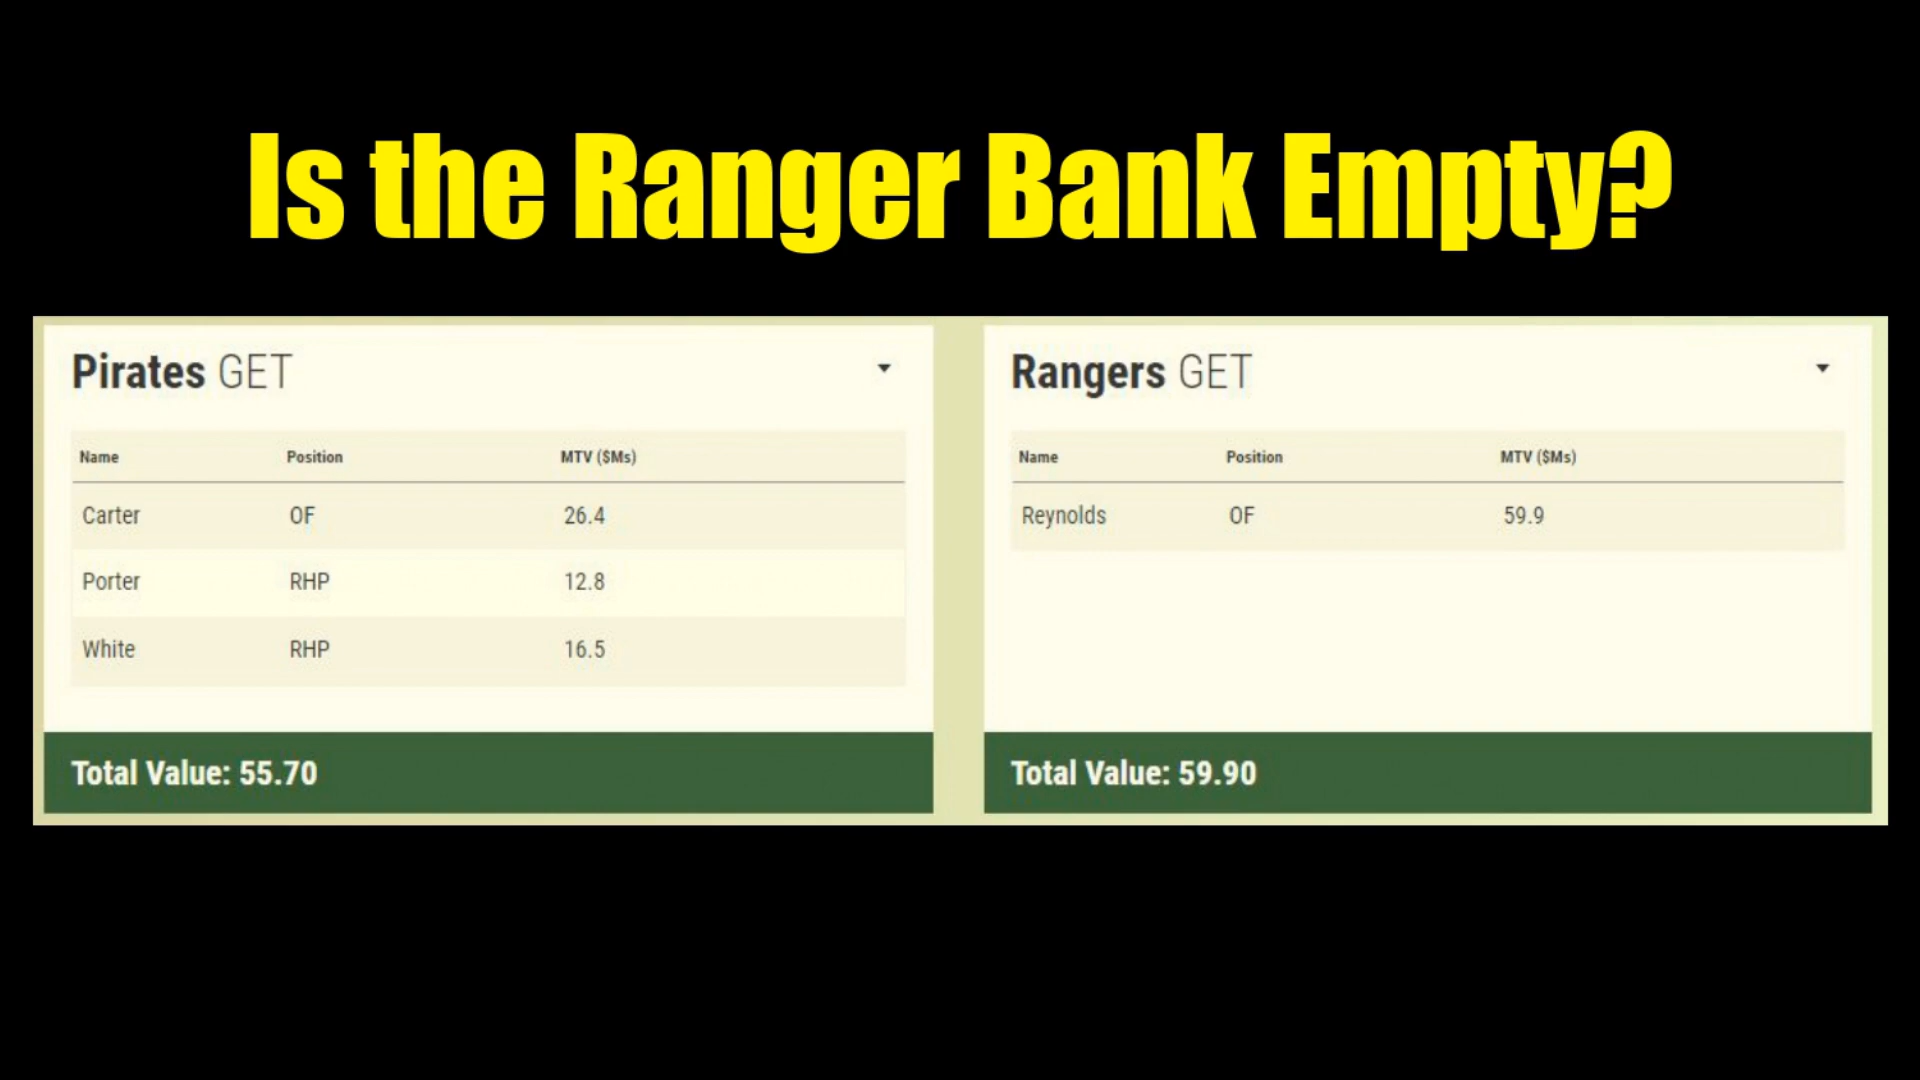 Is the Ranger Bank Empty?
Pirates GET
Name Position MTV ($Ms)
Carter OF 26.4
Porter RHP 12.8
White RHP 16.5
Total Value: 55.70
Rangers GET
Name Position MTV ($Ms)
Reynolds OF 59.9
Total Value: 59.90